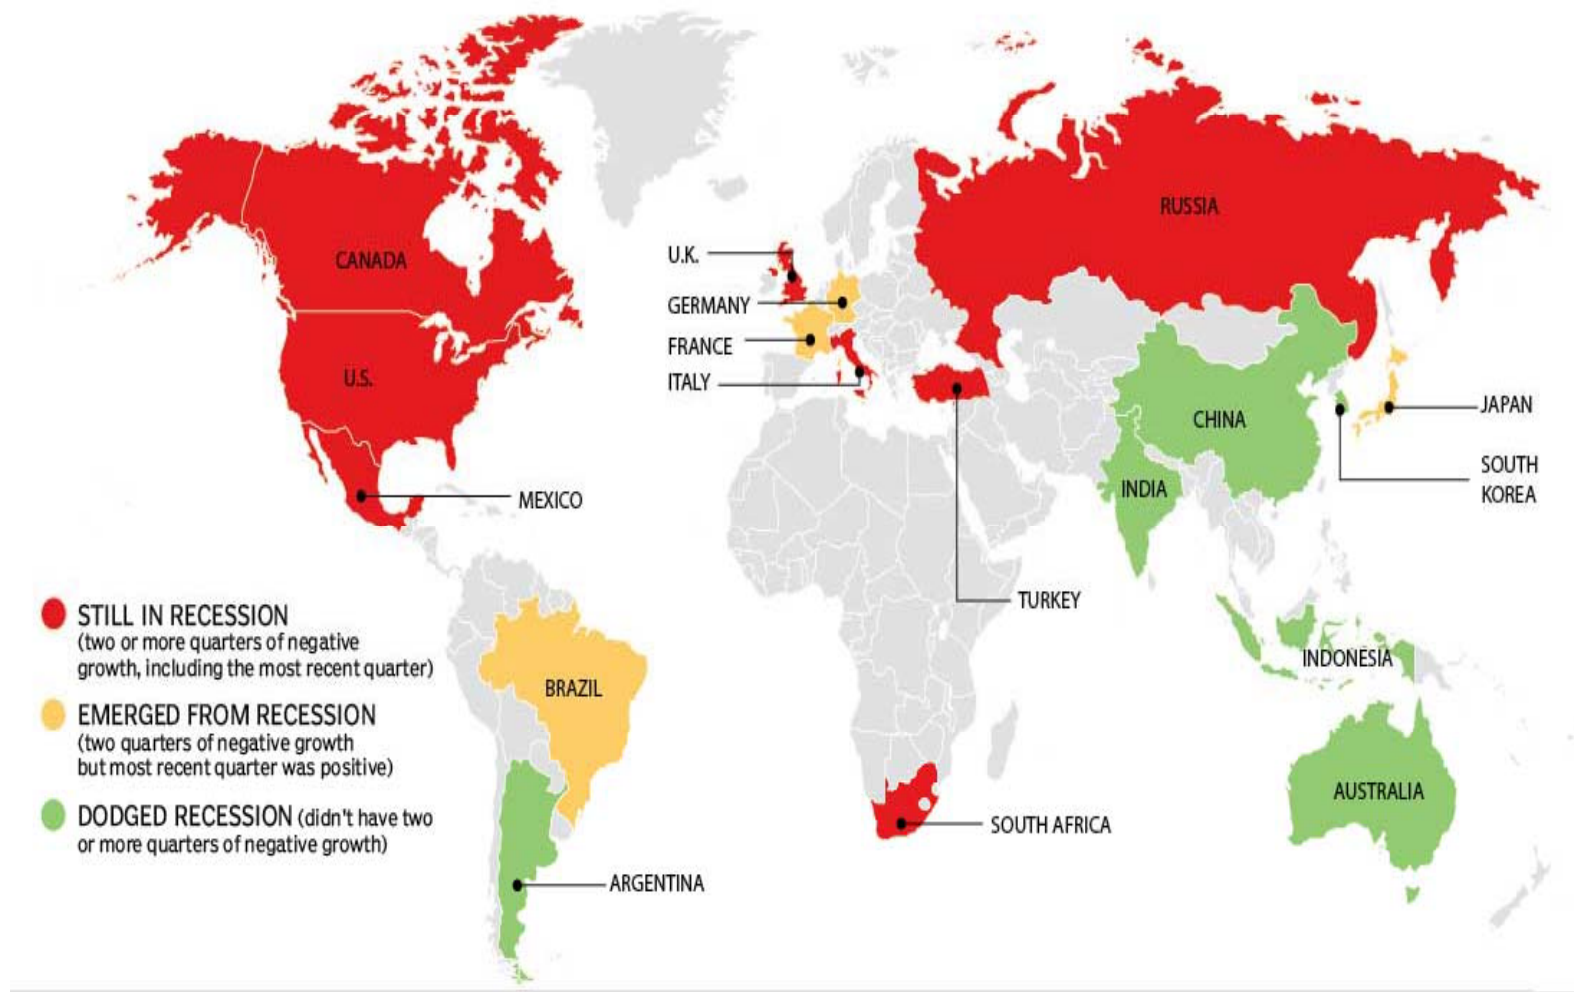 RUSSIA
CANADA
U.K.
GERMANY
FRANCE
ITALY
U.S.
CHINA
JAPAN
SOUTH
KOREA
INDIA
MEXICO
TURKEY
STILL IN RECESSION
(two or more quarters of negative
growth, including the most recent quarter)
EMERGED FROM RECESSION
(two quarters of negative growth
but most recent quarter was positive)
DODGED RECESSION (didn't have two
or more quarters of negative growth)
BRAZIL
INDONESIA
AUSTRALIA
SOUTH AFRICA
ARGENTINA